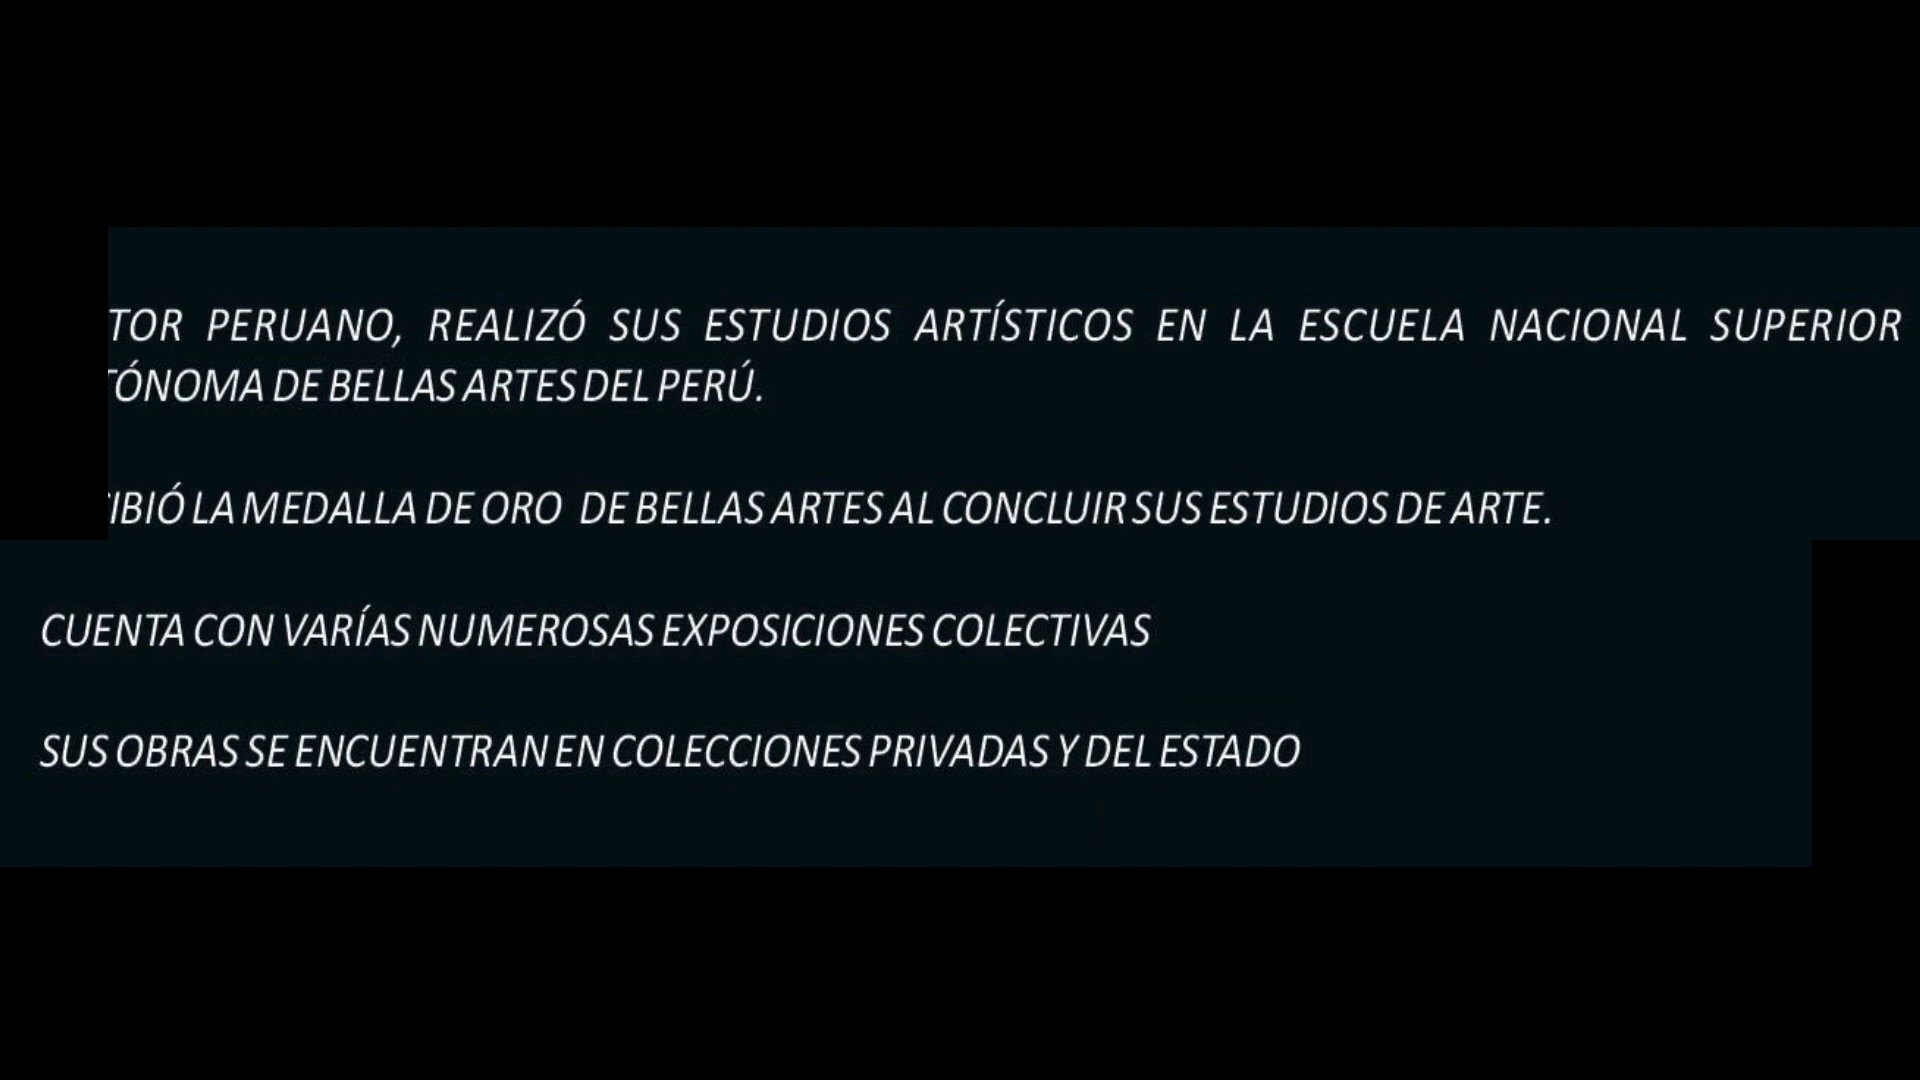 TOR PERUANO, REALIZÓ SUS ESTUDIOS ARTÍSTICOS EN LA ESCUELA NACIONAL SUPERIOR
TÓNOMA DE BELLAS ARTES DEL PERÚ.
IBIÓ LA MEDALLA DE ORO DE BELLAS ARTES AL CONCLUIR SUS ESTUDIOS DE ARTE.
CUENTA CON VARÍAS NUMEROSAS EXPOSICIONES COLECTIVAS
SUS OBRAS SE ENCUENTRAN EN COLECCIONES PRIVADAS Y DEL ESTADO